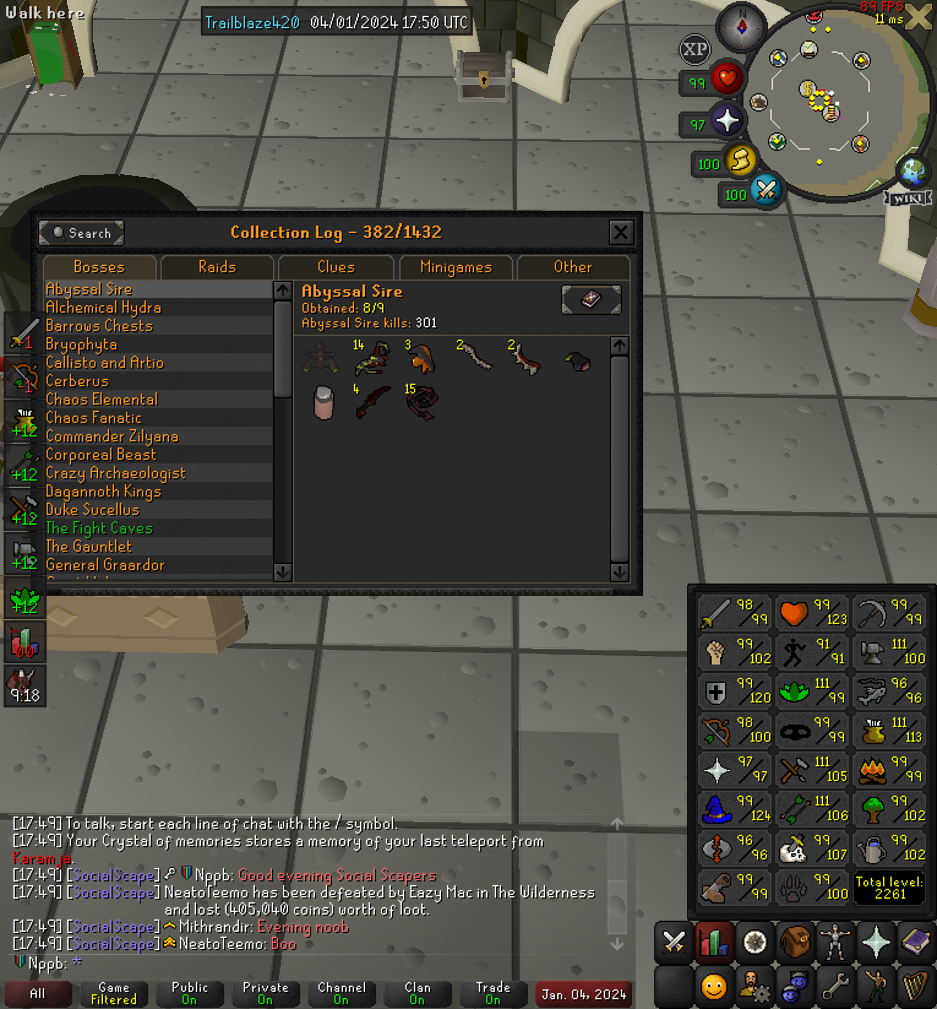 Walk here
Trailblaze420 04/01/2024 17:50 UTC
89 FPS
11 ms
XP
99
97
100
100
WIKI
Search
Collection Log - 382/1432
Bosses
Raids
Clues
Minigames
Other
Abyssal Sire
Alchemical Hydra
Barrows Chests
Bryophyta
Callisto and Artio
Cerberus
Chaos Elemental
Chaos Fanatic
Commander Zilyana
Corporeal Beast
Crazy Archaeologist
Dagannoth Kings
Duke Sucellus
The Fight Caves
The Gauntlet
General Graardor
Abyssal Sire
Obtained: 8/9
Abyssal Sire kills: 301
14
3
2
2
4
15
+1
1
+12
+12
+12
+12
+12
00
9:18
98/99
99/123
99/99
99/102
91/91
111/100
99/120
111/99
96/96
98/100
99/99
111/113
97/97
111/105
99/99
99/124
111/106
99/102
96/96
99/107
99/102
99/99
99/100
Total level:
2261
[17:49] To talk, start each line of chat with the / symbol.
[17:49] Your Crystal of memories stores a memory of your last teleport from
Karamja.
[17:49] [SocialScape] Nppb: Good evening Social Scapers
[17:49] [SocialScape] NeatoTeemo has been defeated by Eazy Mac in The Wilderness
and lost (405,040 coins) worth of loot.
[17:49] [SocialScape] Mithrandir: Evening noob
[17:49] [SocialScape] NeatoTeemo: Boo
Nppb: *
All
Game
Filtered
Public
On
Private
On
Channel
On
Clan
On
Trade
On
Jan. 04, 2024